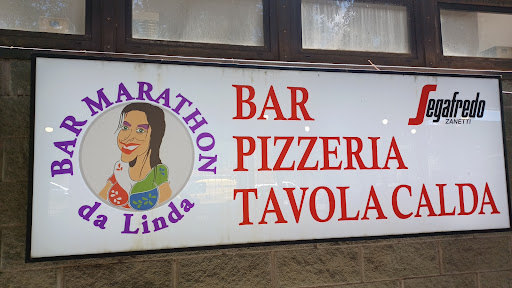 BAR MARATHON
da Linda
BAR
PIZZERIA
TAVOLA CALDA
Segafredo
ZANETTI